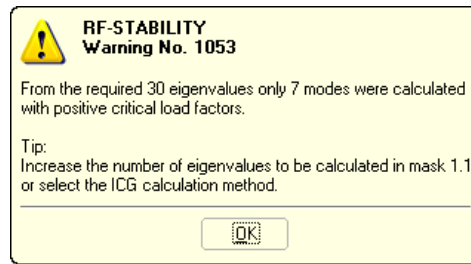 RF-STABILITY
Warning No. 1053
From the required 30 eigenvalues only 7 modes were calculated
with positive critical load factors.
Tip:
Increase the number of eigenvalues to be calculated in mask 1.1
or select the ICG calculation method.
OK